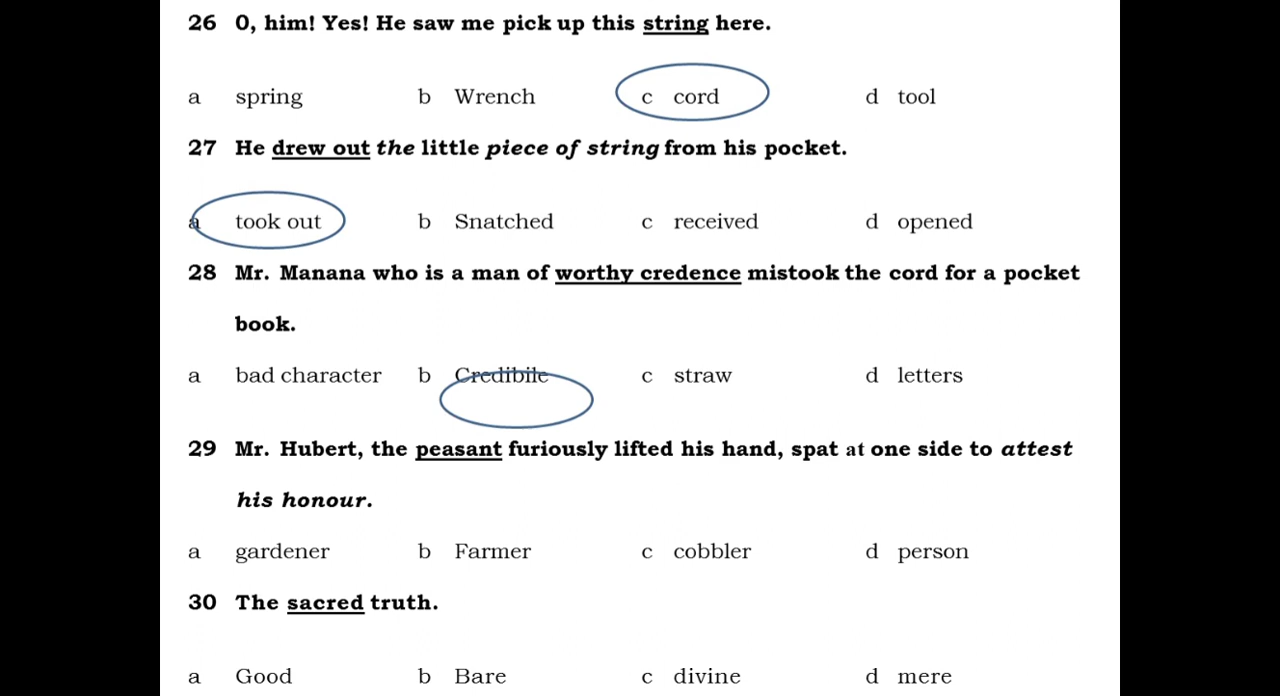 26 O, him! Yes! He saw me pick up this string here.
a spring b Wrench c cord d tool
27 He drew out the little piece of string from his pocket.
a took out b Snatched c received d opened
28 Mr. Manana who is a man of worthy credence mistook the cord for a pocket
book.
a bad character b Credibile c straw d letters
29 Mr. Hubert, the peasant furiously lifted his hand, spat at one side to attest
his honour.
a gardener b Farmer c cobbler d person
30 The sacred truth.
a Good b Bare c divine d mere